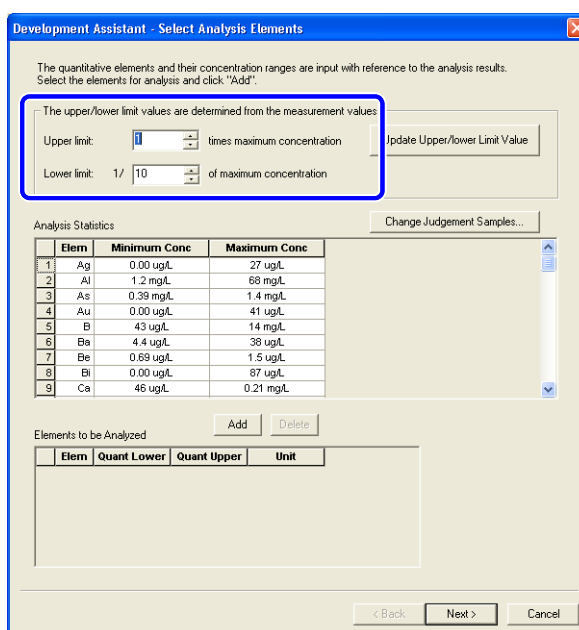 Development Assistant - Select Analysis Elements
The quantitative elements and their concentration ranges are input with reference to the analysis results.
Select the elements for analysis and click "Add".
The upper/lower limit values are determined from the measurement values
Upper limit: 1 times maximum concentration
Update Upper/lower Limit Value
Lower limit: 1/ 10 of maximum concentration
Analysis Statistics
Change Judgement Samples...
Elem Minimum Conc Maximum Conc
1 Ag 0.00 ug/L 27 ug/L
2 Al 1.2 mg/L 68 mg/L
3 As 0.39 mg/L 1.4 mg/L
4 Au 0.00 ug/L 41 ug/L
5 B 43 ug/L 14 mg/L
6 Ba 4.4 ug/L 38 ug/L
7 Be 0.69 ug/L 1.5 ug/L
8 Bi 0.00 ug/L 87 ug/L
9 Ca 46 ug/L 0.21 mg/L
Add Delete
Elements to be Analyzed
Elem Quant Lower Quant Upper Unit
< Back Next > Cancel